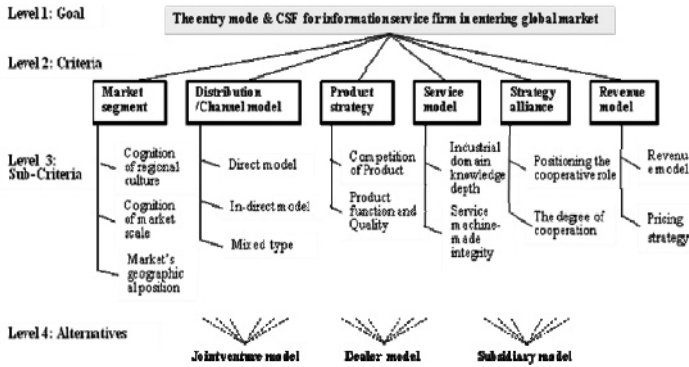 Level 1: Goal
The entry mode & CSF for information service firm in entering global market
Level 2: Criteria
Market
segment
Distribution
/Channel model
Product
strategy
Service
model
Strategy
alliance
Revenue
model
Level 3:
Sub-Criteria
Cognition
of regional
culture
Cognition
of market
scale
Market's
geographic
al position
Direct model
In-direct model
Mixed type
Competition
of Product
Product
function and
Quality
Industrial
domain
knowledge
depth
Service
machine-
made
integrity
Positioning the
cooperative role
The degree of
cooperation
Revenu
e model
Pricing
strategy
Level 4: Alternatives
Joint venture model
Dealer model
Subsidiary model